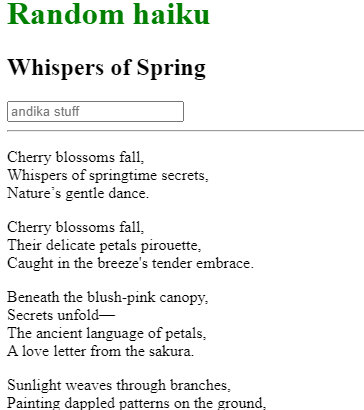 Random haiku
Whispers of Spring
andika stuff
Cherry blossoms fall,
Whispers of springtime secrets,
Nature’s gentle dance.
Cherry blossoms fall,
Their delicate petals pirouette,
Caught in the breeze's tender embrace.
Beneath the blush-pink canopy,
Secrets unfold—
The ancient language of petals,
A love letter from the sakura.
Sunlight weaves through branches,
Painting dappled patterns on the ground,